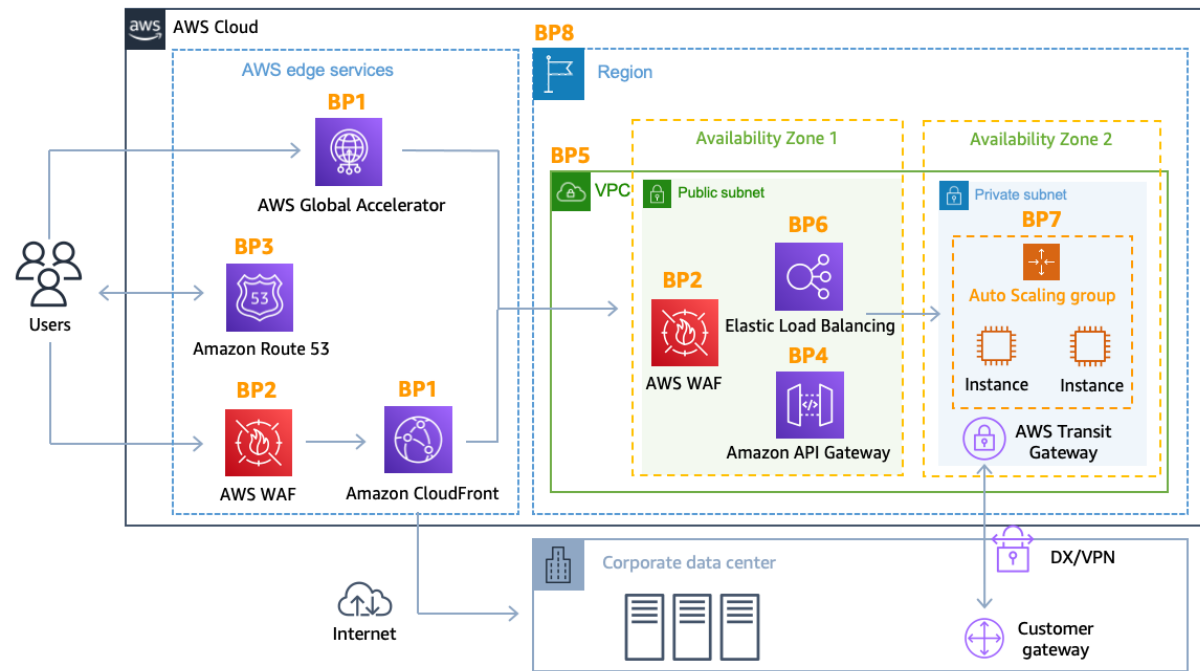 aws
AWS Cloud
BP8
AWS edge services
Region
BP1
Availability Zone 1
Availability Zone 2
BP5
VPC
Public subnet
Private subnet
AWS Global Accelerator
BP6
BP7
BP3
53
BP2
Auto Scaling group
Users
Elastic Load Balancing
Amazon Route 53
BP4
AWS WAF
Instance
Instance
BP2
BP1
</>
Amazon API Gateway
AWS Transit
Gateway
AWS WAF
Amazon CloudFront
Corporate data center
DX/VPN
Internet
Customer
gateway